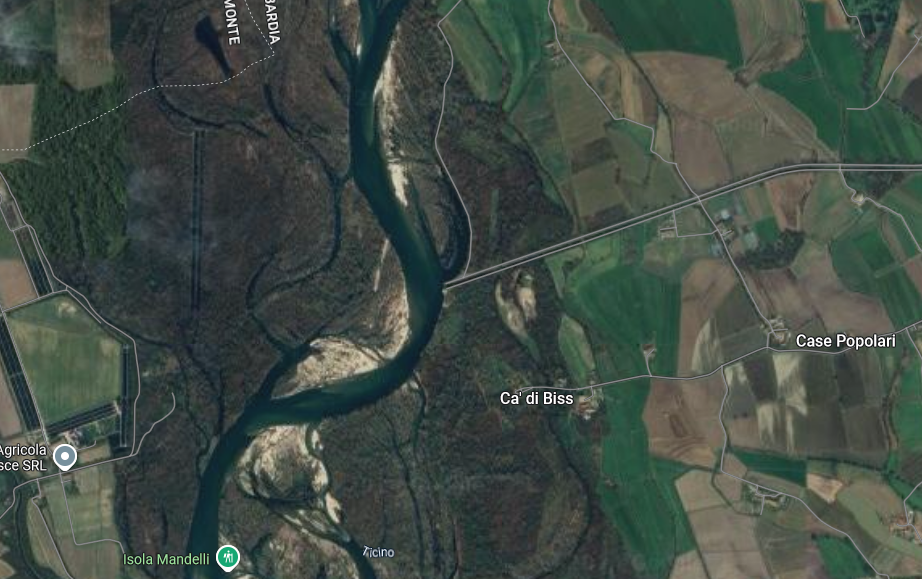 MONTE
BARDIA
Case Popolari
Ca' di Biss
Agricola
sce SRL
Isola Mandelli
Ticino